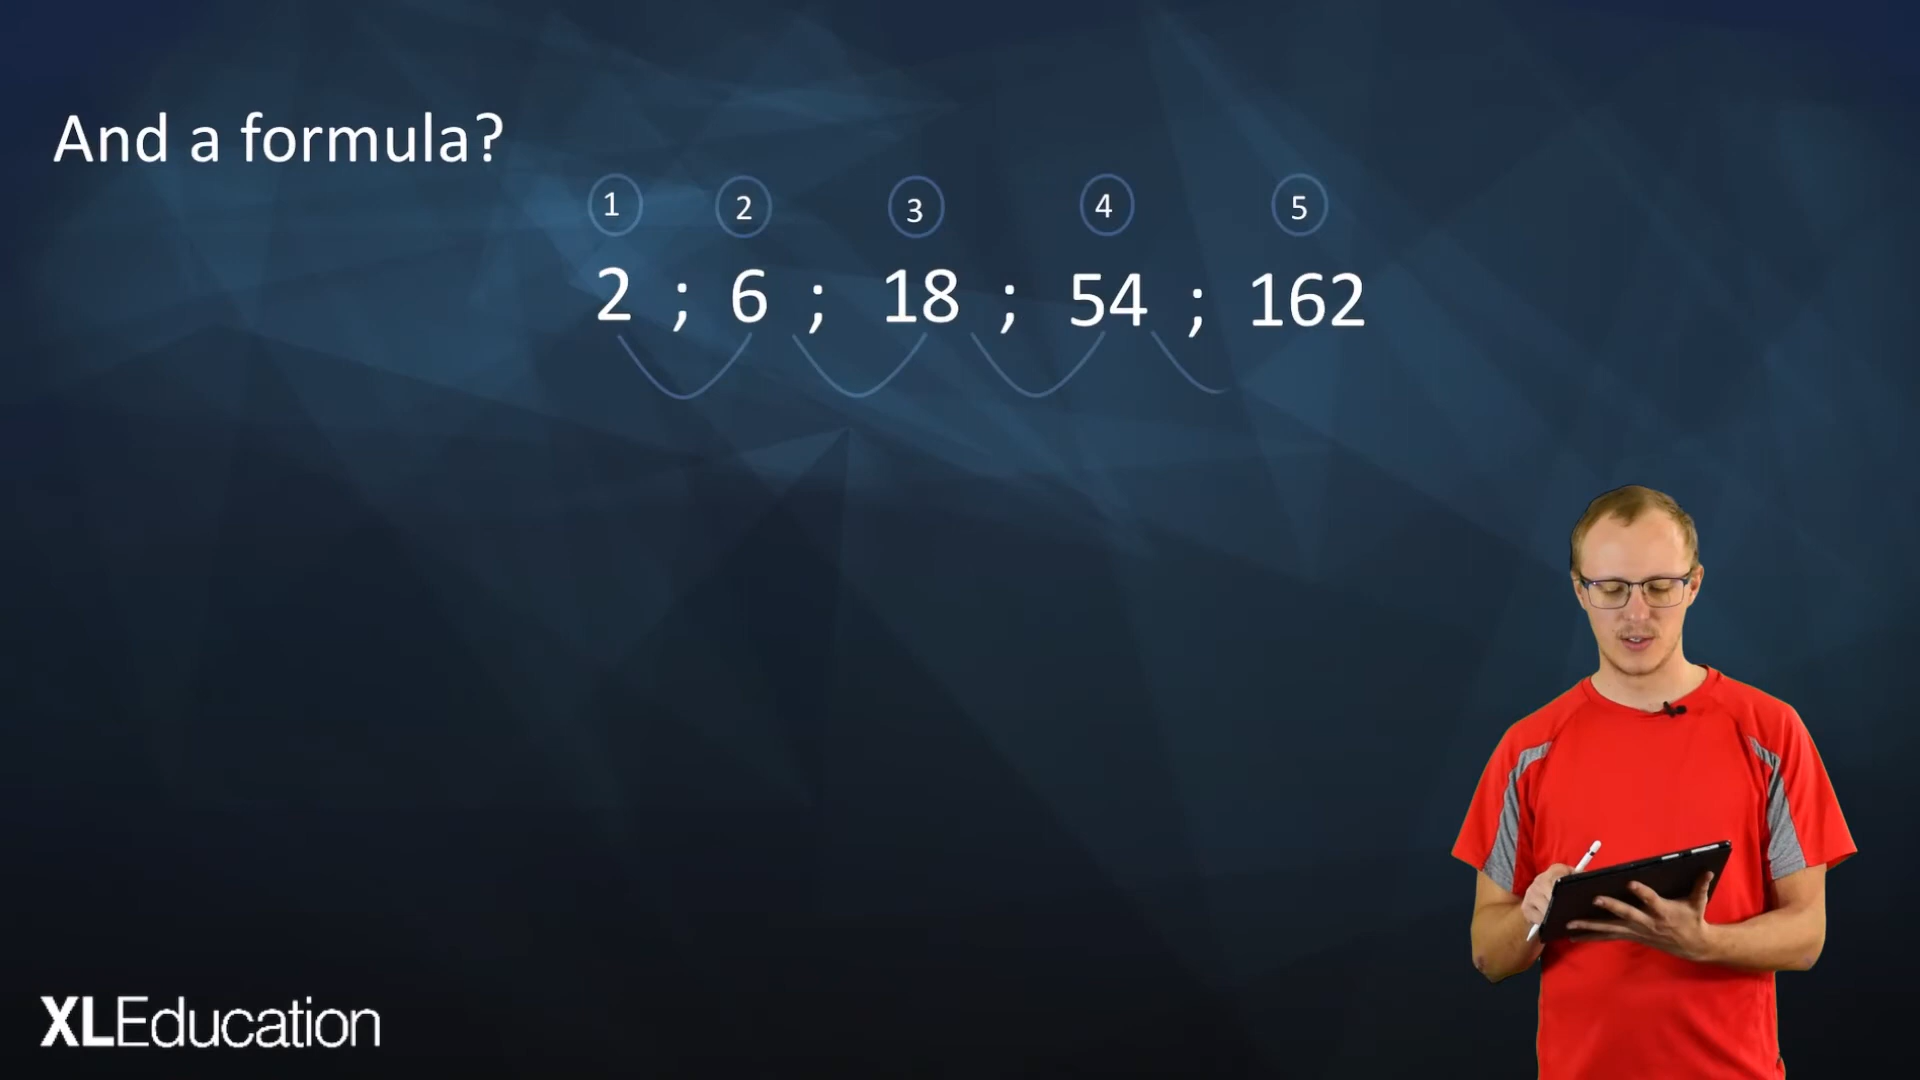 And a formula?
1 2 3 4 5
2 ; 6 ; 18 ; 54 ; 162
XLEducation